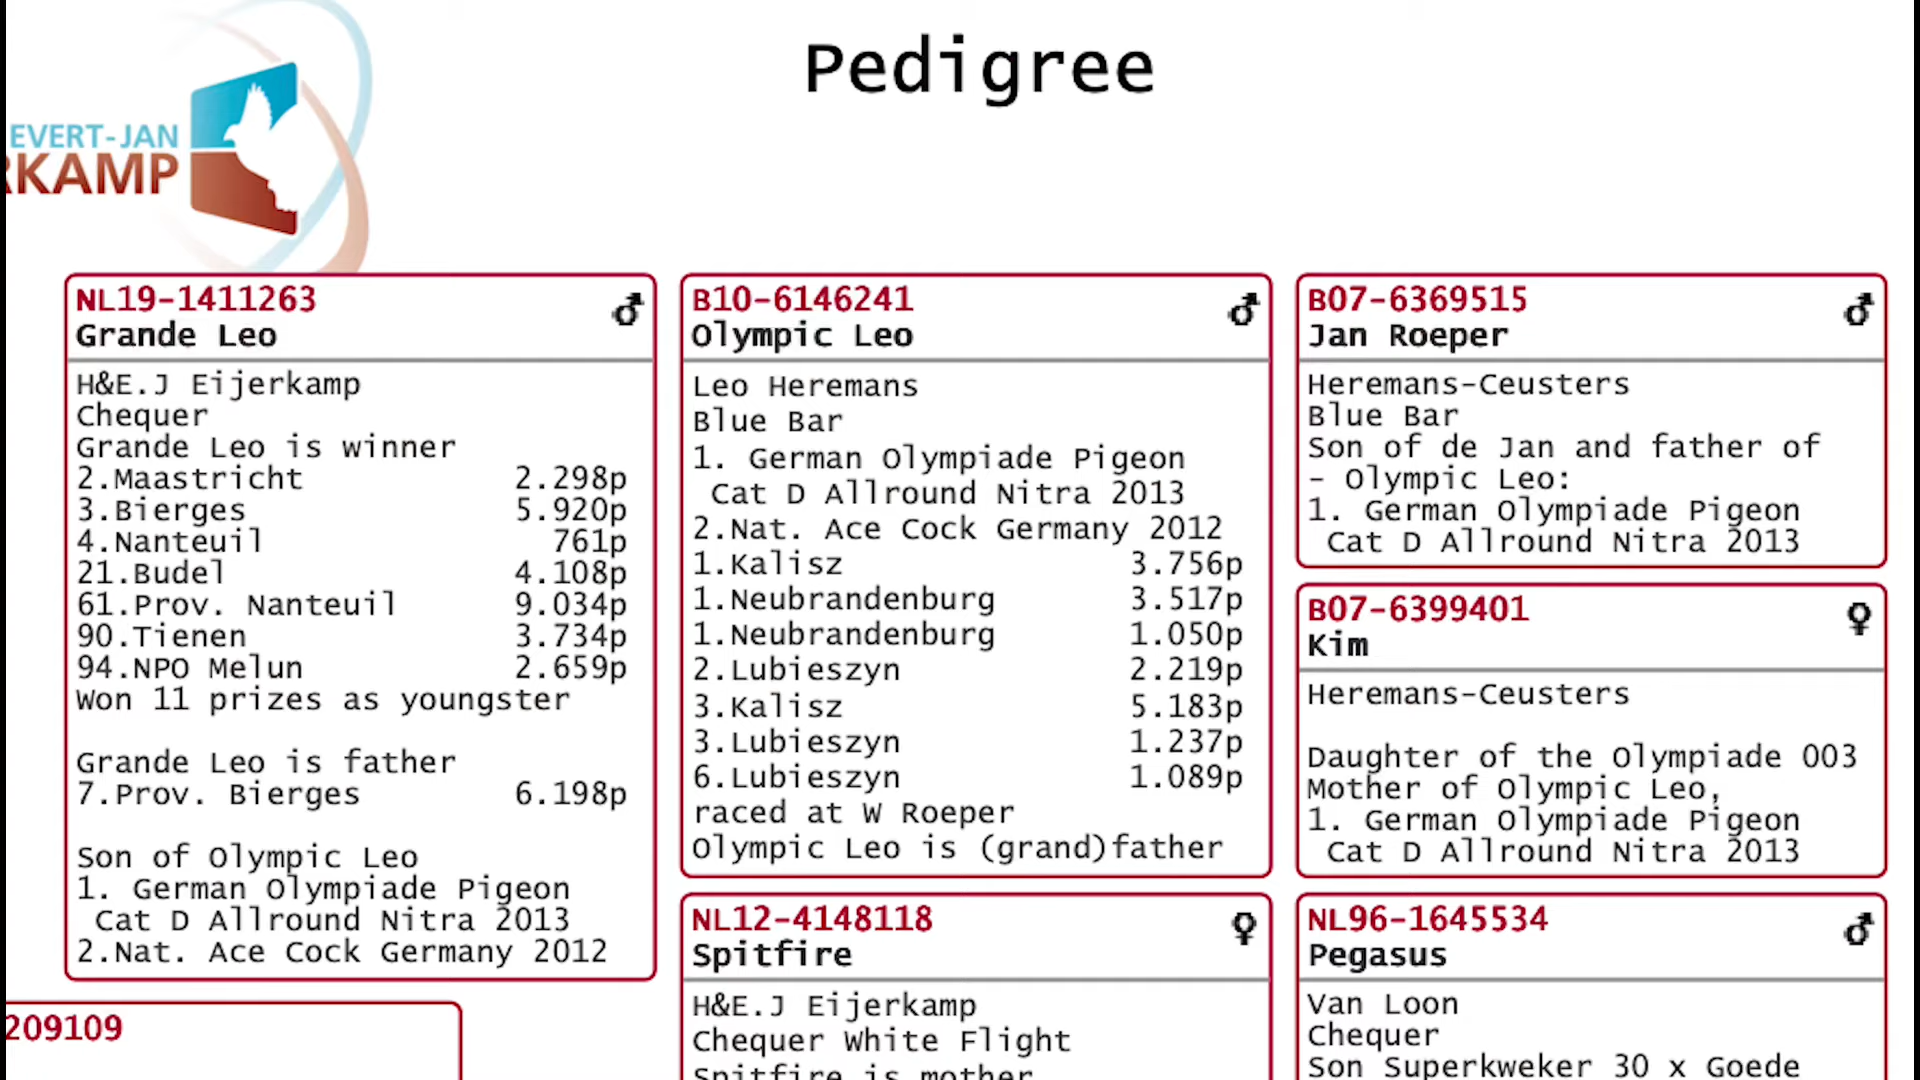 Pedigree
EVERT-JAN
RKAMP
NL19-1411263
Grande Leo
H&E.J Eijerkamp
Chequer
Grande Leo is winner
2.Maastricht 2.298p
3.Bierges 5.920p
4.Nanteuil 761p
21.Budel 4.108p
61.Prov. Nanteuil 9.034p
90.Tienen 3.734p
94.NPO Melun 2.659p
Won 11 prizes as youngster
Grande Leo is father
7.Prov. Bierges 6.198p
Son of Olympic Leo
1. German Olympiade Pigeon
Cat D Allround Nitra 2013
2.Nat. Ace Cock Germany 2012
209109
B10-6146241
Olympic Leo
Leo Heremans
Blue Bar
1. German Olympiade Pigeon
Cat D Allround Nitra 2013
2.Nat. Ace Cock Germany 2012
1.Kalisz 3.756p
1.Neubrandenburg 3.517p
1.Neubrandenburg 1.050p
2.Lubieszyn 2.219p
3.Kalisz 5.183p
3.Lubieszyn 1.237p
6.Lubieszyn 1.089p
raced at W Roeper
Olympic Leo is (grand)father
NL12-4148118
Spitfire
H&E.J Eijerkamp
Chequer White Flight
Spitfire is mother
B07-6369515
Jan Roeper
Heremans-Ceusters
Blue Bar
Son of de Jan and father of
- Olympic Leo:
1. German Olympiade Pigeon
Cat D Allround Nitra 2013
B07-6399401
Kim
Heremans-Ceusters
Daughter of the Olympiade 003
Mother of Olympic Leo,
1. German Olympiade Pigeon
Cat D Allround Nitra 2013
NL96-1645534
Pegasus
Van Loon
Chequer
Son Superkweker 30 x Goede